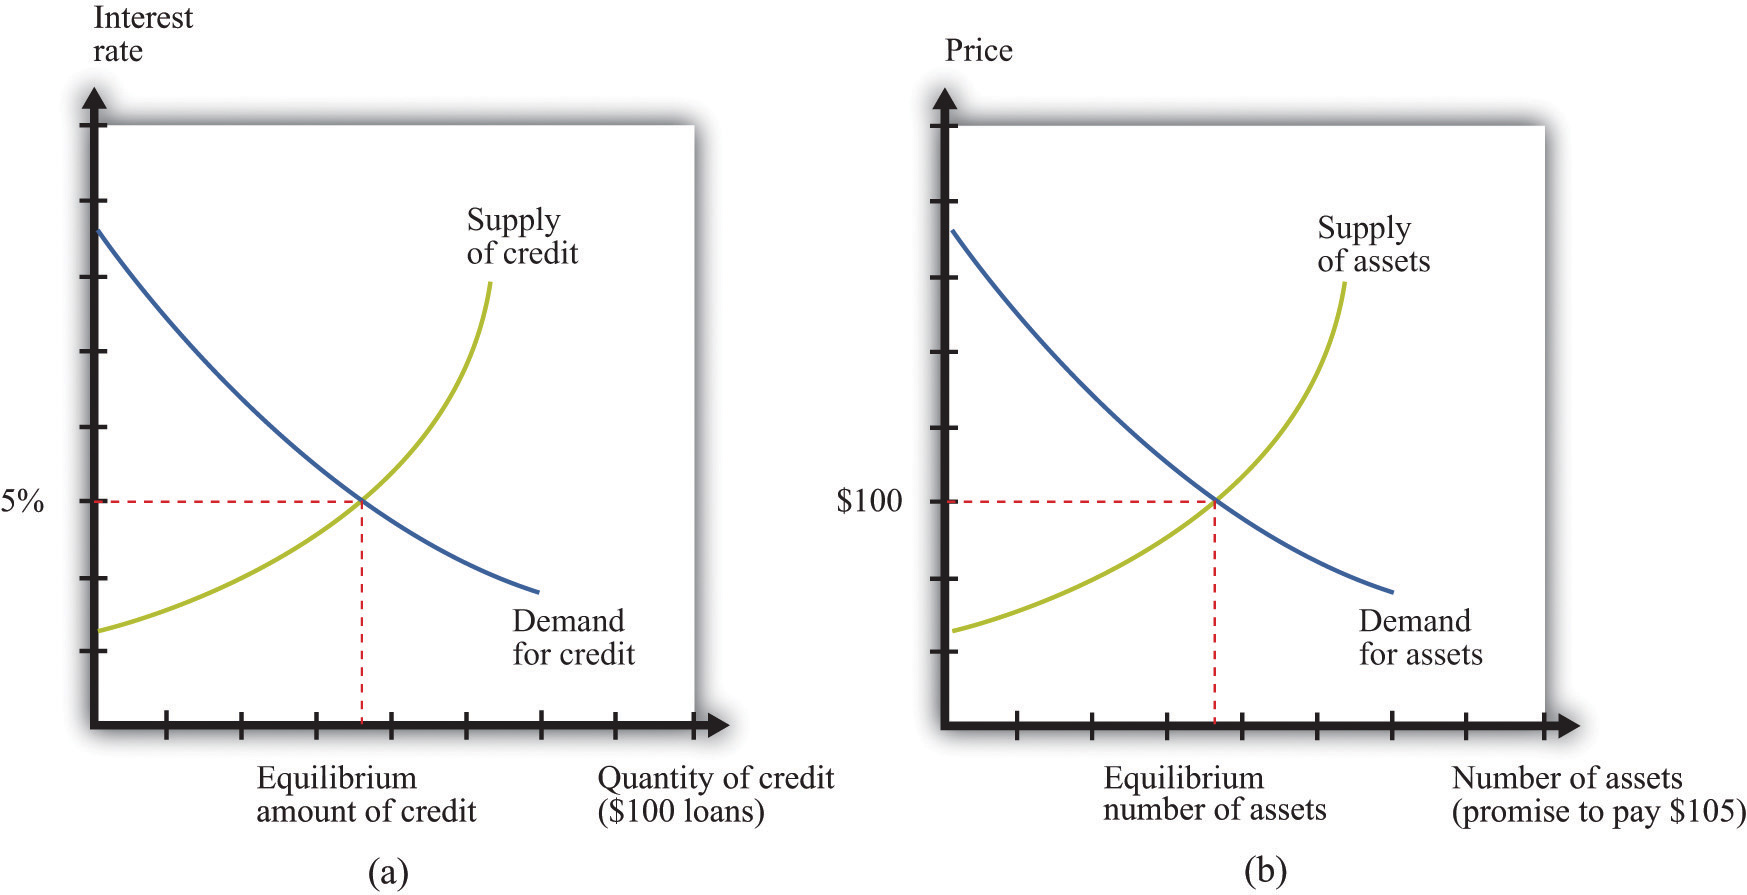 Interest
rate
Supply
of credit
5%
Demand
for credit
Equilibrium
amount of credit
Quantity of credit
($100 loans)
(a)
Price
Supply
of assets
$100
Demand
for assets
Equilibrium
number of assets
Number of assets
(promise to pay $105)
(b)